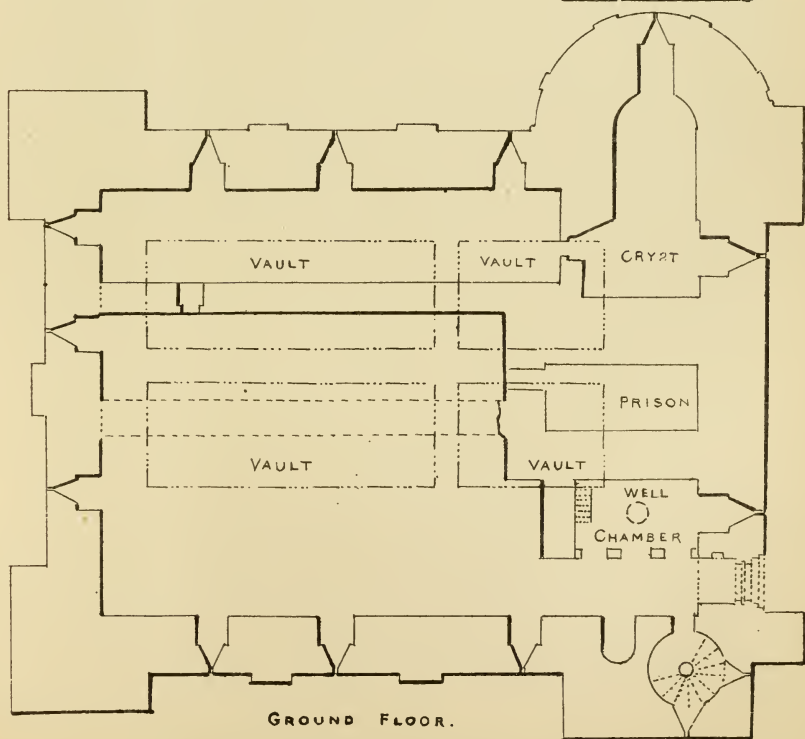 VAULT
VAULT
CRYPT
PRISON
VAULT
VAULT
WELL
CHAMBER
GROUND FLOOR.